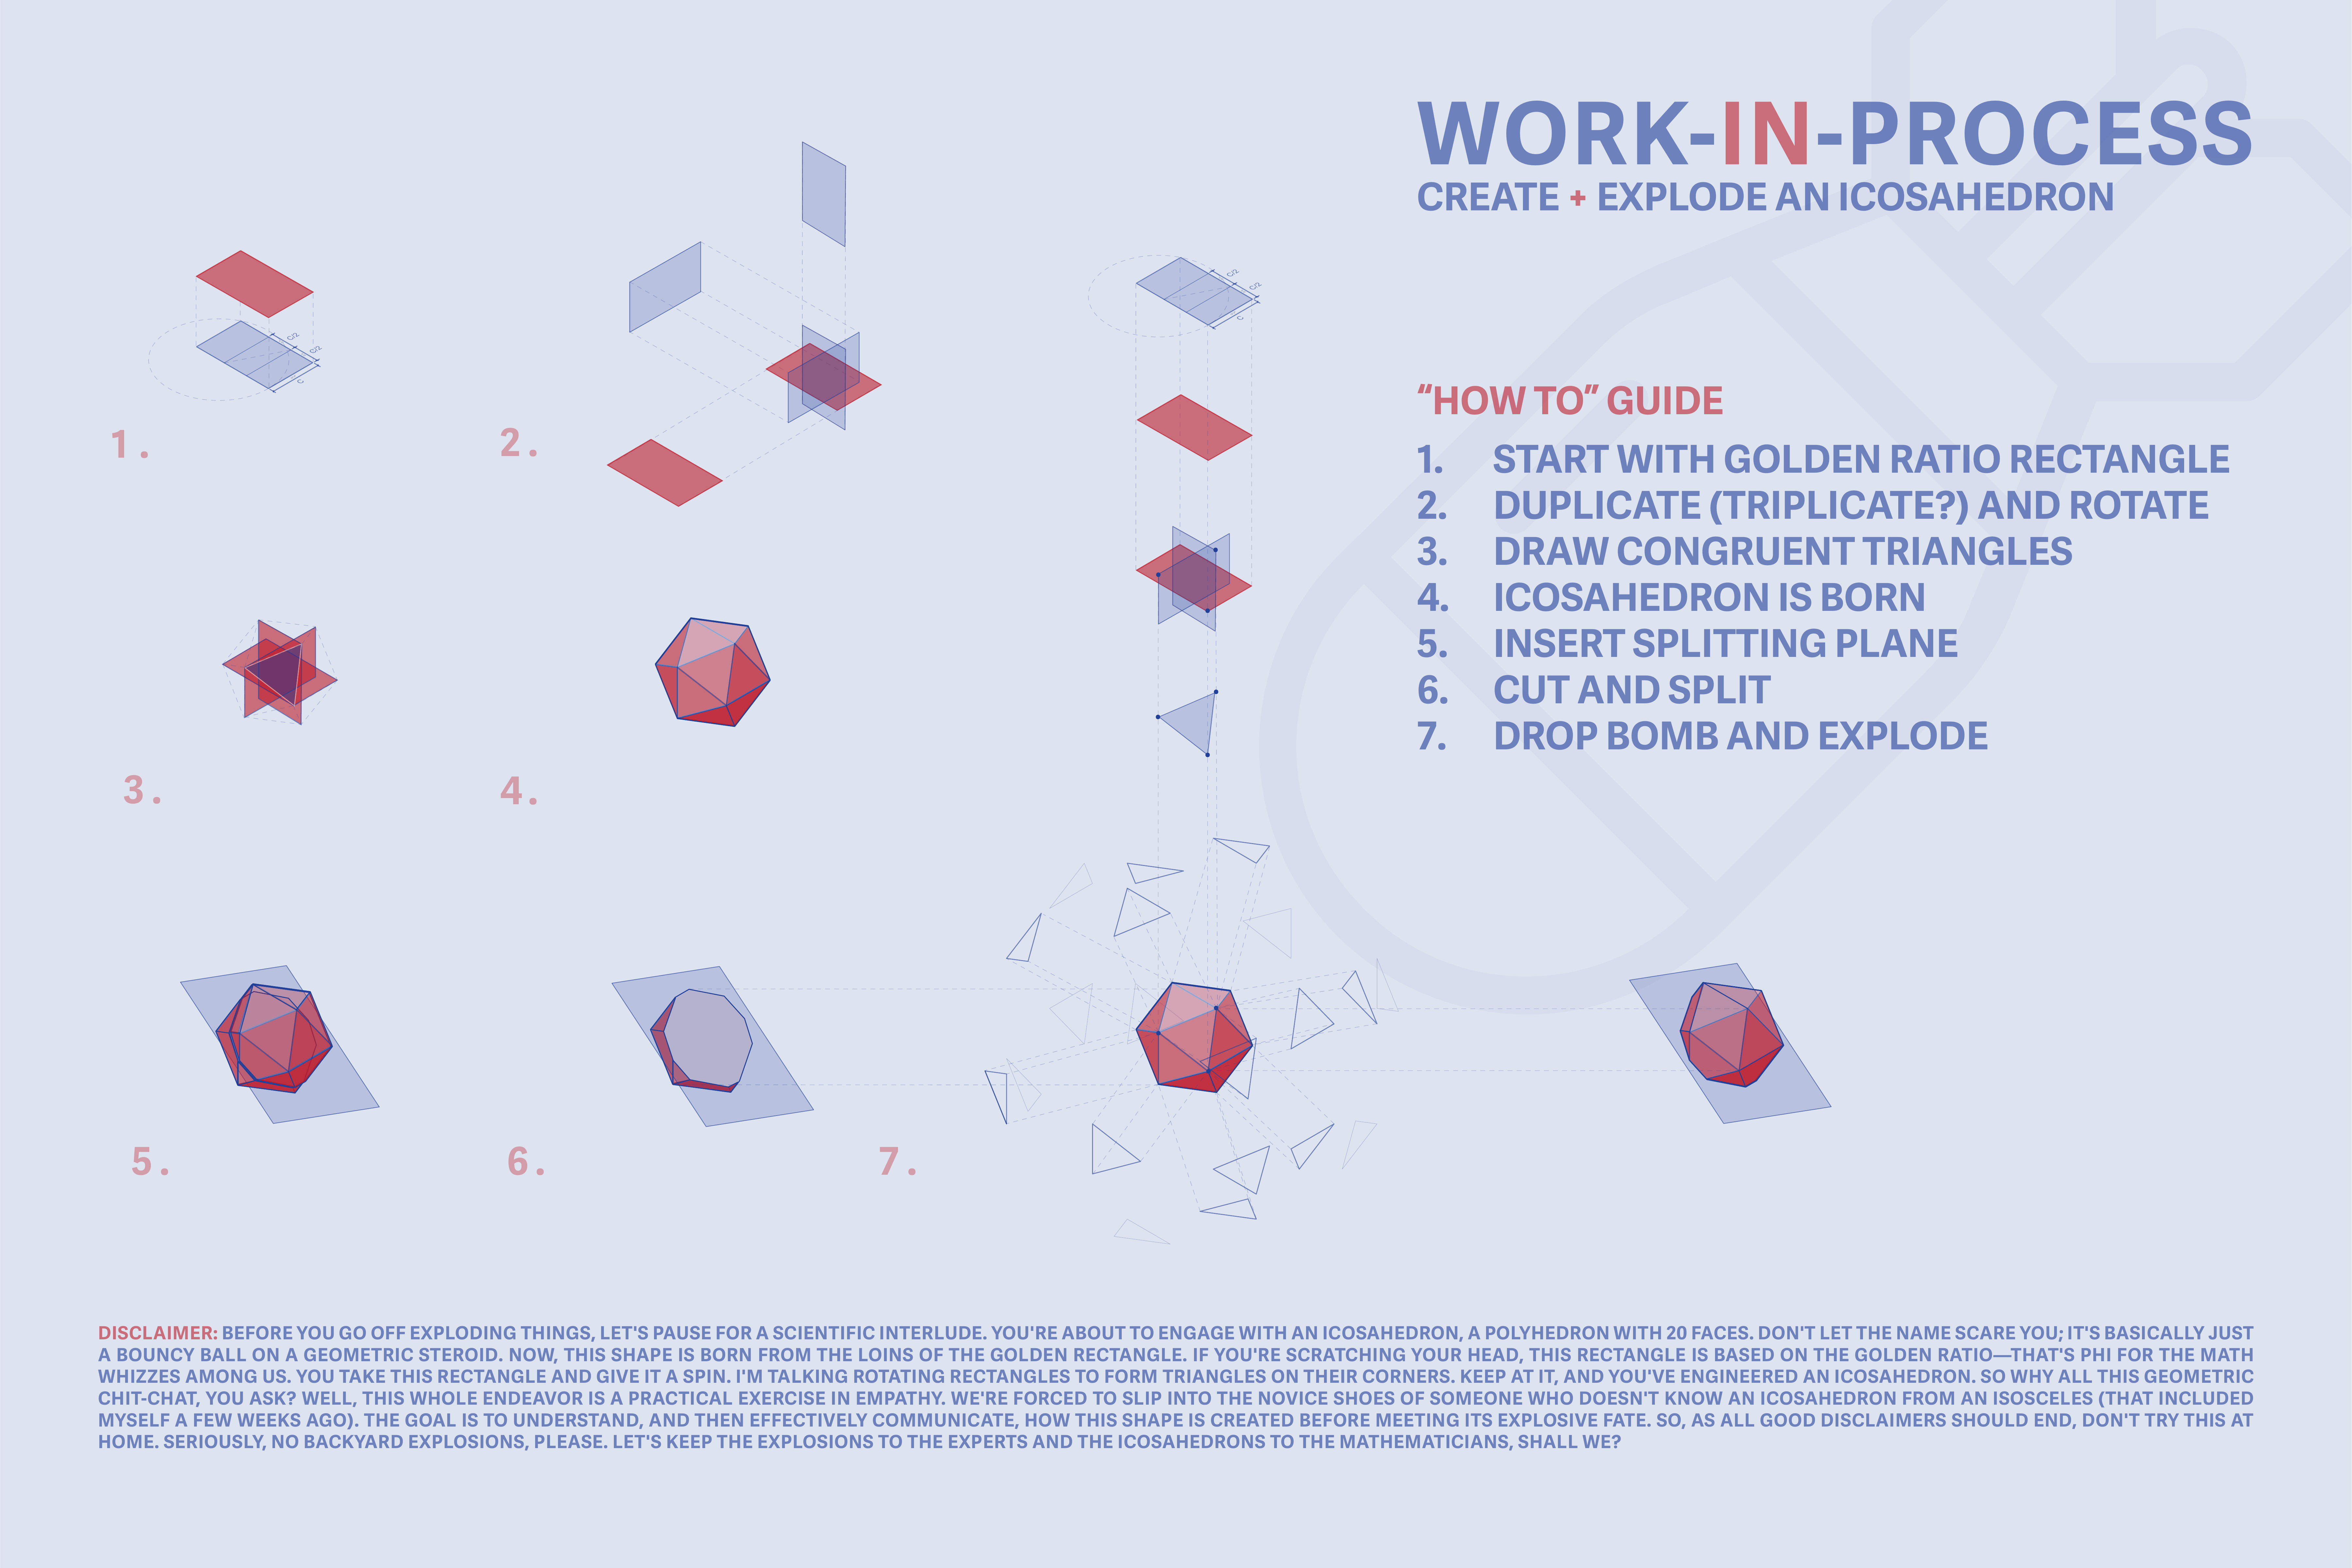 WORK-IN-PROCESS
CREATE + EXPLODE AN ICOSAHEDRON
“HOW TO” GUIDE
1. START WITH GOLDEN RATIO RECTANGLE
2. DUPLICATE (TRIPLICATE?) AND ROTATE
3. DRAW CONGRUENT TRIANGLES
4. ICOSAHEDRON IS BORN
5. INSERT SPLITTING PLANE
6. CUT AND SPLIT
7. DROP BOMB AND EXPLODE
C/2
C/2
C
1.
2.
C/2
C/2
C
3.
4.
5.
6.
7.
DISCLAIMER: BEFORE YOU GO OFF EXPLODING THINGS, LET'S PAUSE FOR A SCIENTIFIC INTERLUDE. YOU'RE ABOUT TO ENGAGE WITH AN ICOSAHEDRON, A POLYHEDRON WITH 20 FACES. DON'T LET THE NAME SCARE YOU; IT'S BASICALLY JUST
A BOUNCY BALL ON A GEOMETRIC STEROID. NOW, THIS SHAPE IS BORN FROM THE LOINS OF THE GOLDEN RECTANGLE. IF YOU'RE SCRATCHING YOUR HEAD, THIS RECTANGLE IS BASED ON THE GOLDEN RATIO—THAT'S PHI FOR THE MATH
WHIZZES AMONG US. YOU TAKE THIS RECTANGLE AND GIVE IT A SPIN. I'M TALKING ROTATING RECTANGLES TO FORM TRIANGLES ON THEIR CORNERS. KEEP AT IT, AND YOU'VE ENGINEERED AN ICOSAHEDRON. SO WHY ALL THIS GEOMETRIC
CHIT-CHAT, YOU ASK? WELL, THIS WHOLE ENDEAVOR IS A PRACTICAL EXERCISE IN EMPATHY. WE'RE FORCED TO SLIP INTO THE NOVICE SHOES OF SOMEONE WHO DOESN'T KNOW AN ICOSAHEDRON FROM AN ISOSCELES (THAT INCLUDED
MYSELF A FEW WEEKS AGO). THE GOAL IS TO UNDERSTAND, AND THEN EFFECTIVELY COMMUNICATE, HOW THIS SHAPE IS CREATED BEFORE MEETING ITS EXPLOSIVE FATE. SO, AS ALL GOOD DISCLAIMERS SHOULD END, DON'T TRY THIS AT
HOME. SERIOUSLY, NO BACKYARD EXPLOSIONS, PLEASE. LET'S KEEP THE EXPLOSIONS TO THE EXPERTS AND THE ICOSAHEDRONS TO THE MATHEMATICIANS, SHALL WE?